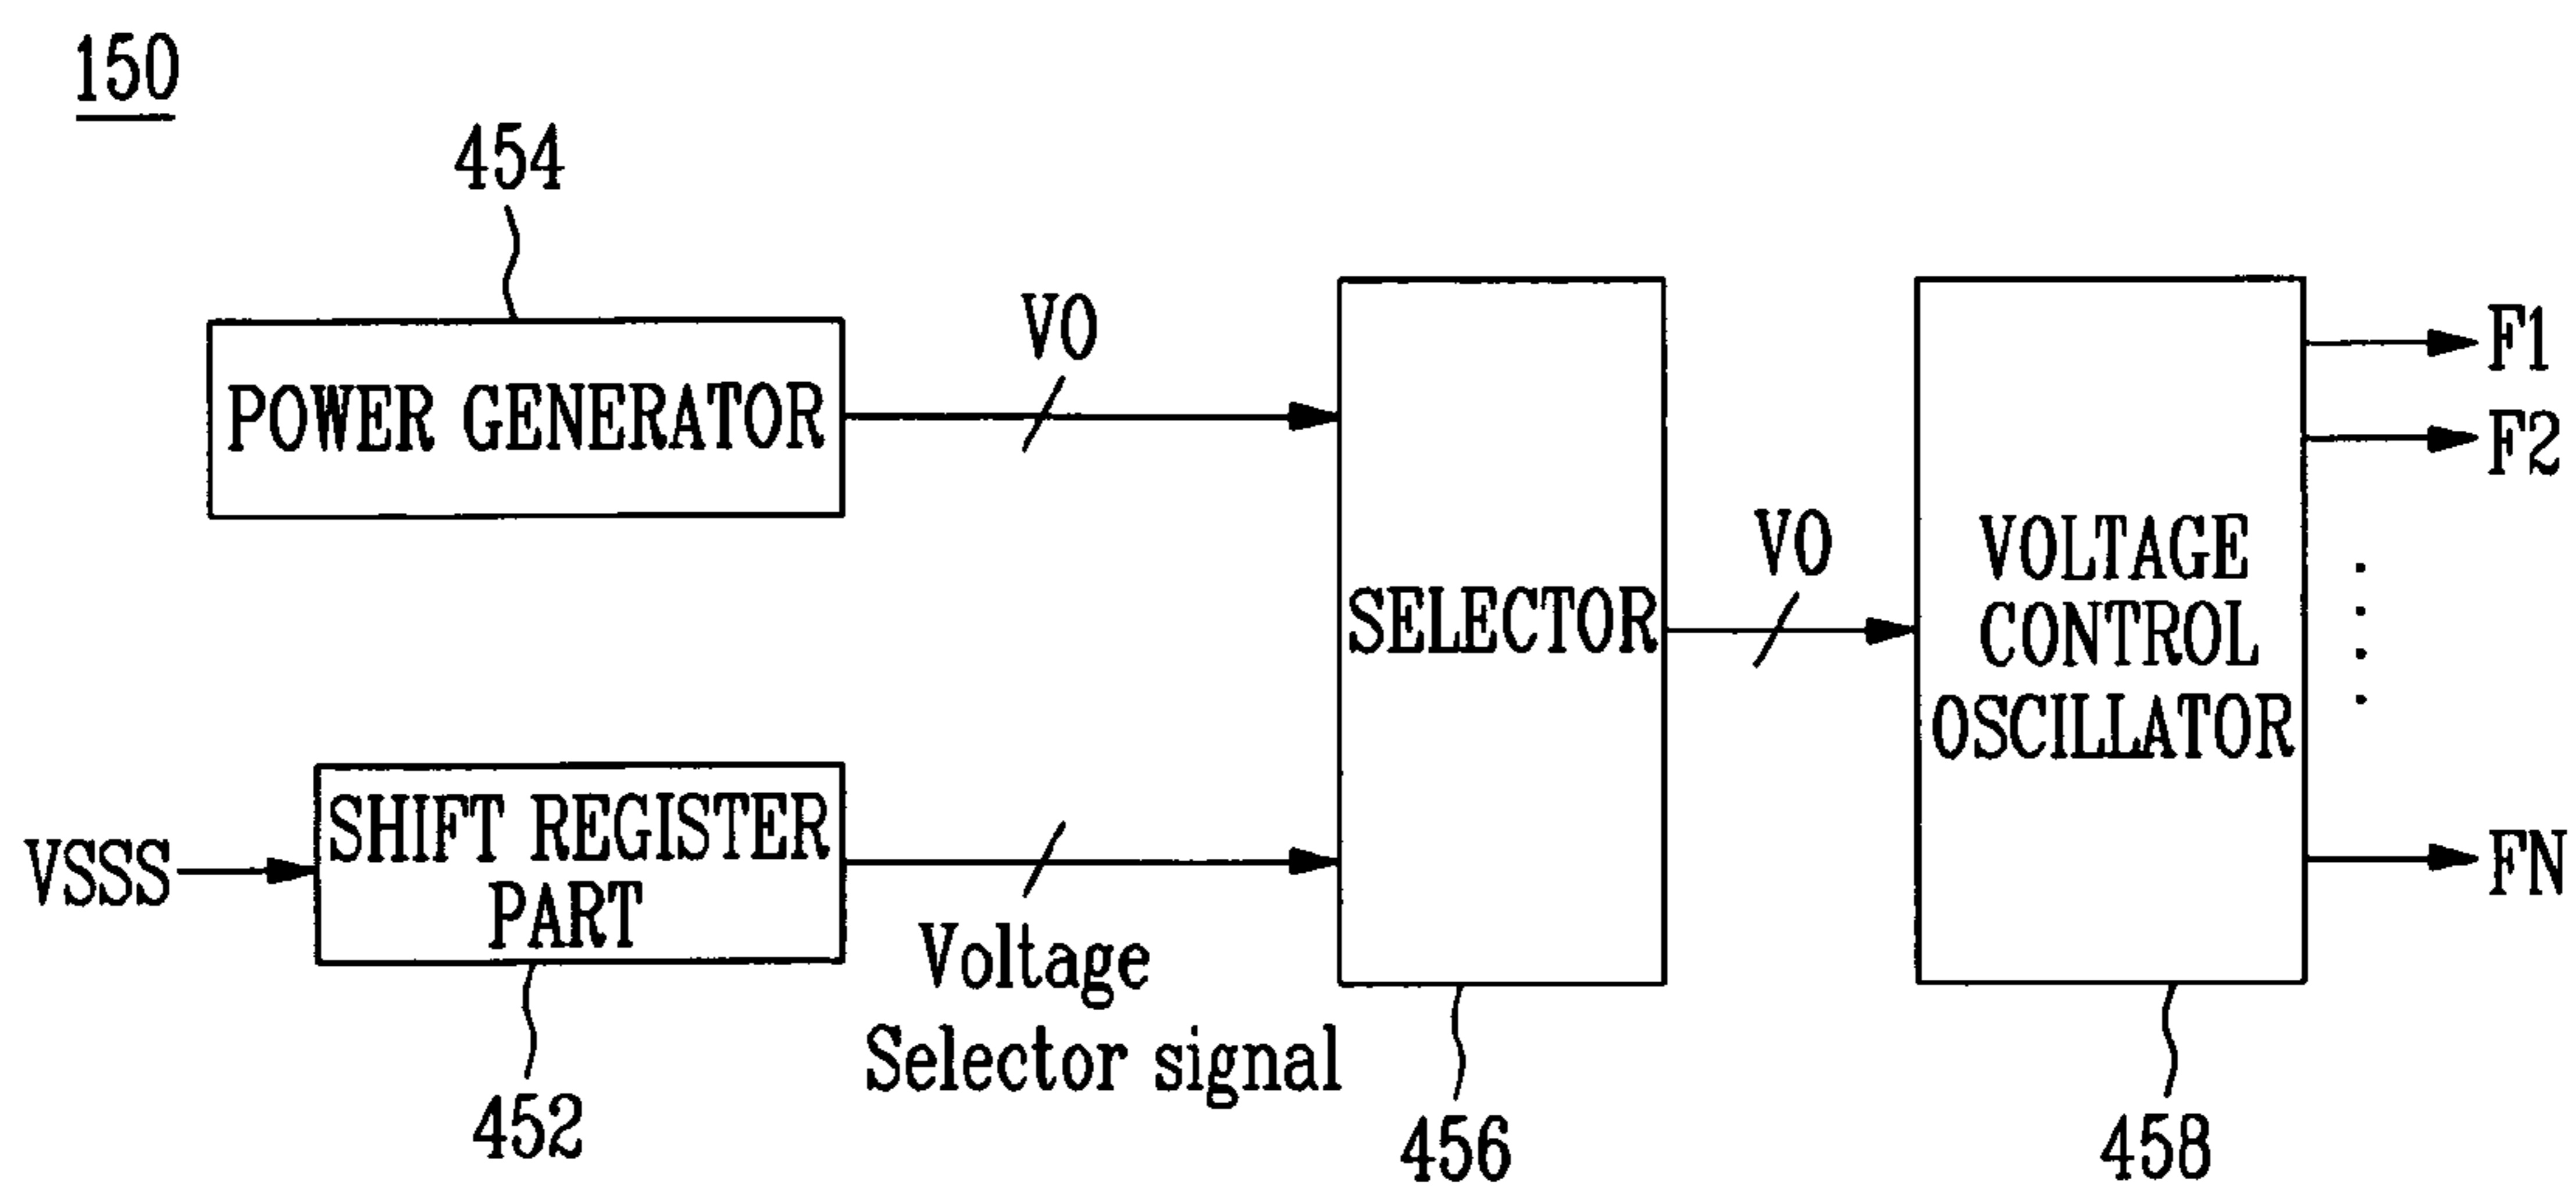 150
454
VO
POWER GENERATOR
F1
F2
VO
VOLTAGE
CONTROL
OSCILLATOR
SELECTOR
VSSS
SHIFT REGISTER
PART
FN
Voltage
Selector signal
452
456
458